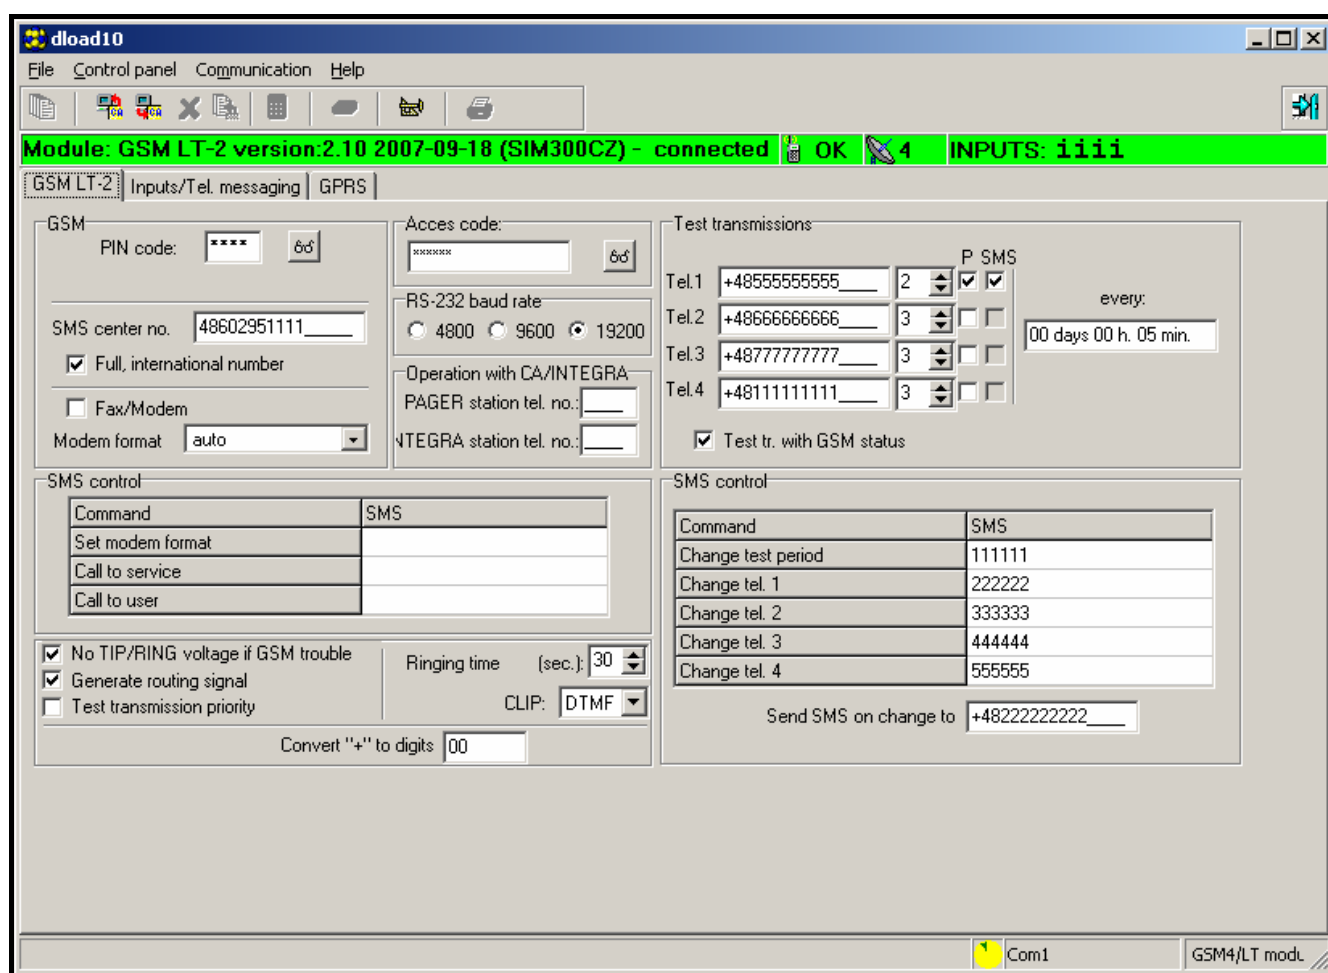 dload10
File Control panel Communication Help
Module: GSM LT-2 version:2.10 2007-09-18 (SIM300CZ) - connected OK 4 INPUTS: iiii
GSM LT-2 Inputs/Tel. messaging GPRS
GSM
PIN code: ****
SMS center no. 48602951111_____
Full, international number
Fax/Modem
Modem format auto
Acces code:
******
RS-232 baud rate
4800 9600 19200
Operation with CA/INTEGRA
PAGER station tel. no.:____
NTEGRA station tel. no.:____
Test transmissions
P SMS
Tel.1 +48555555555____ 2
Tel.2 +48666666666____ 3
Tel.3 +48777777777____ 3
Tel.4 +48111111111____ 3
every:
00 days 00 h. 05 min.
Test tr. with GSM status
SMS control
Command SMS
Set modem format
Call to service
Call to user
No TIP/RING voltage if GSM trouble
Generate routing signal
Test transmission priority
Ringing time (sec.): 30
CLIP: DTMF
Convert "+" to digits 00
SMS control
Command SMS
Change test period 111111
Change tel. 1 222222
Change tel. 2 333333
Change tel. 3 444444
Change tel. 4 555555
Send SMS on change to +48222222222____
Com1 GSM4/LT modu